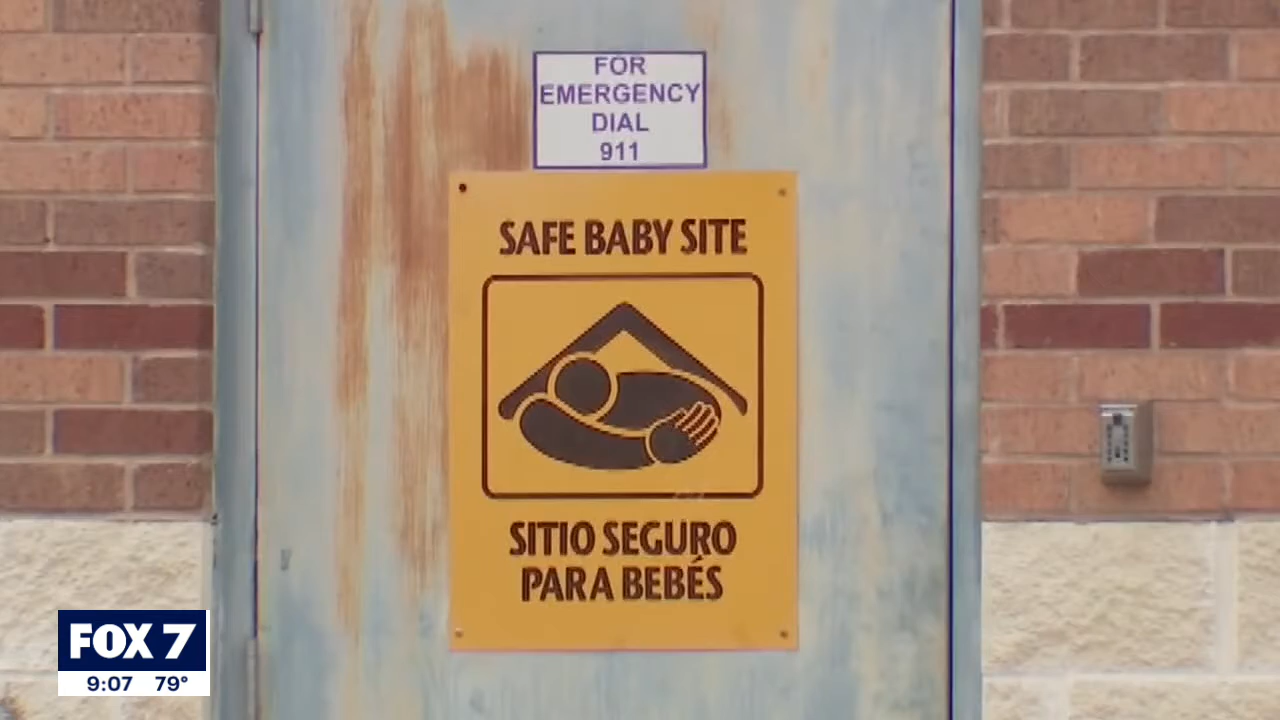 FOR
EMERGENCY
DIAL
911
SAFE BABY SITE
SITIO SEGURO
PARA BEBÉS
FOX 7
9:07 79°